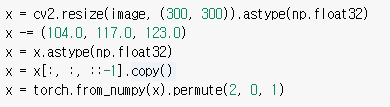 x = cv2.resize(image, (300, 300)).astype(np.float32)
x -= (104.0, 117.0, 123.0)
x = x.astype(np.float32)
x = x[:, :, ::-1].copy()
x = torch.from_numpy(x).permute(2, 0, 1)